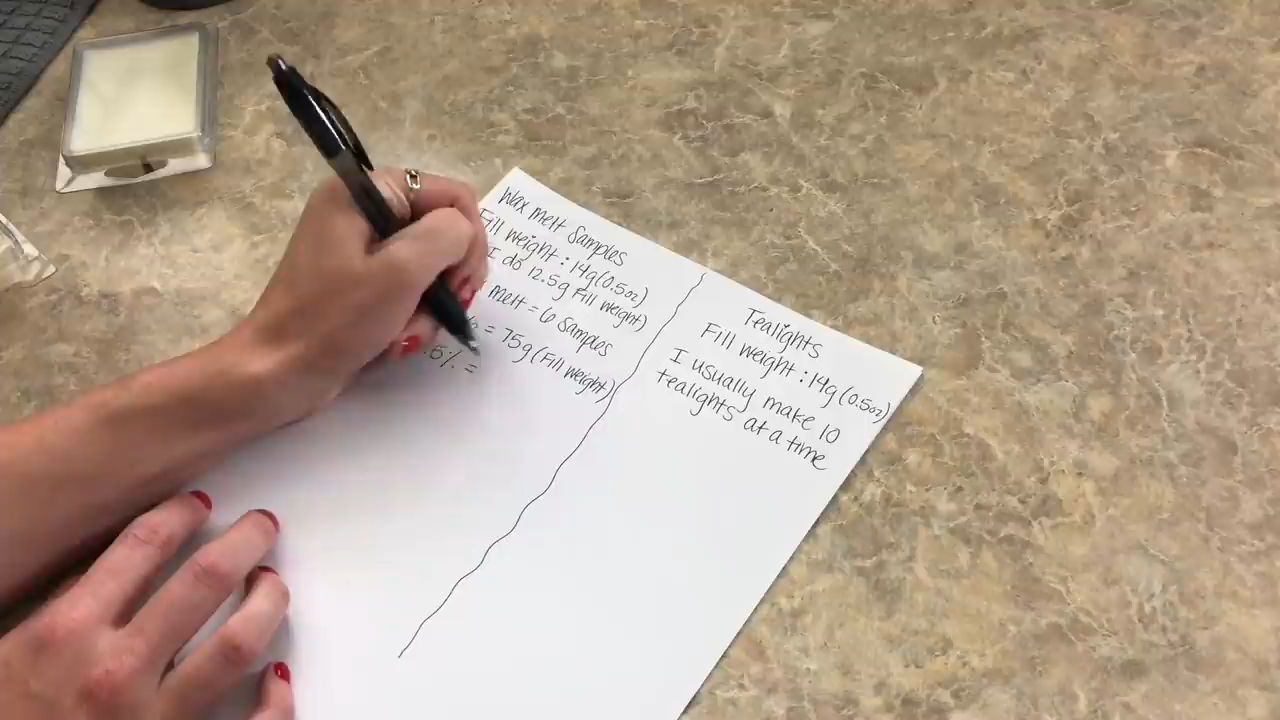 Wax melt Samples
Fill weight : 14g (0.5oz)
I do 12.5g Fill weight)
melt = 6 Samples
= 75g (Fill weight)
.5% =
Tealights
Fill weight : 14g (0.5oz)
I usually make 10
tealights at a time